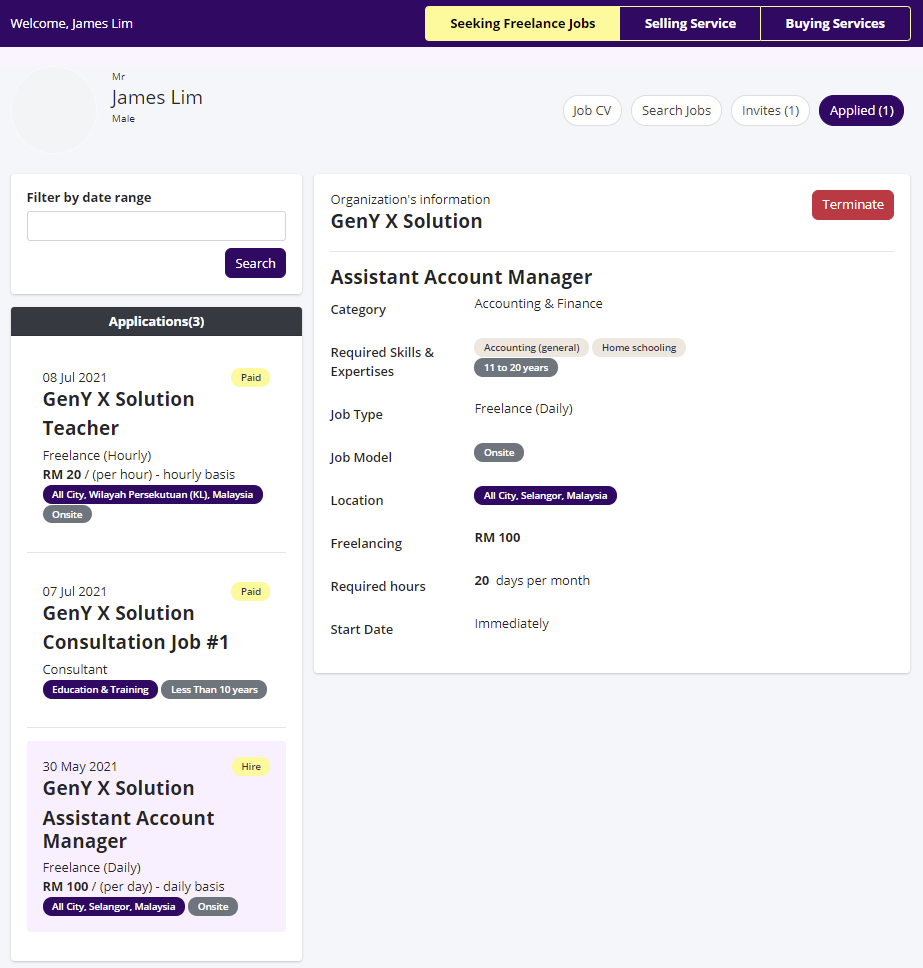 Welcome, James Lim
Seeking Freelance Jobs
Selling Service
Buying Services
Mr
James Lim
Male
Job CV
Search Jobs
Invites (1)
Applied (1)
Filter by date range
Search
Applications(3)
08 Jul 2021
Paid
GenY X Solution
Teacher
Freelance (Hourly)
RM 20 / (per hour) - hourly basis
All City, Wilayah Persekutuan (KL), Malaysia
Onsite
07 Jul 2021
Paid
GenY X Solution
Consultation Job #1
Consultant
Education & Training
Less Than 10 years
30 May 2021
Hire
GenY X Solution
Assistant Account
Manager
Freelance (Daily)
RM 100 / (per day) - daily basis
All City, Selangor, Malaysia
Onsite
Organization's information
GenY X Solution
Terminate
Assistant Account Manager
Category
Accounting & Finance
Required Skills &
Expertises
Accounting (general)
Home schooling
11 to 20 years
Job Type
Freelance (Daily)
Job Model
Onsite
Location
All City, Selangor, Malaysia
Freelancing
RM 100
Required hours
20 days per month
Start Date
Immediately